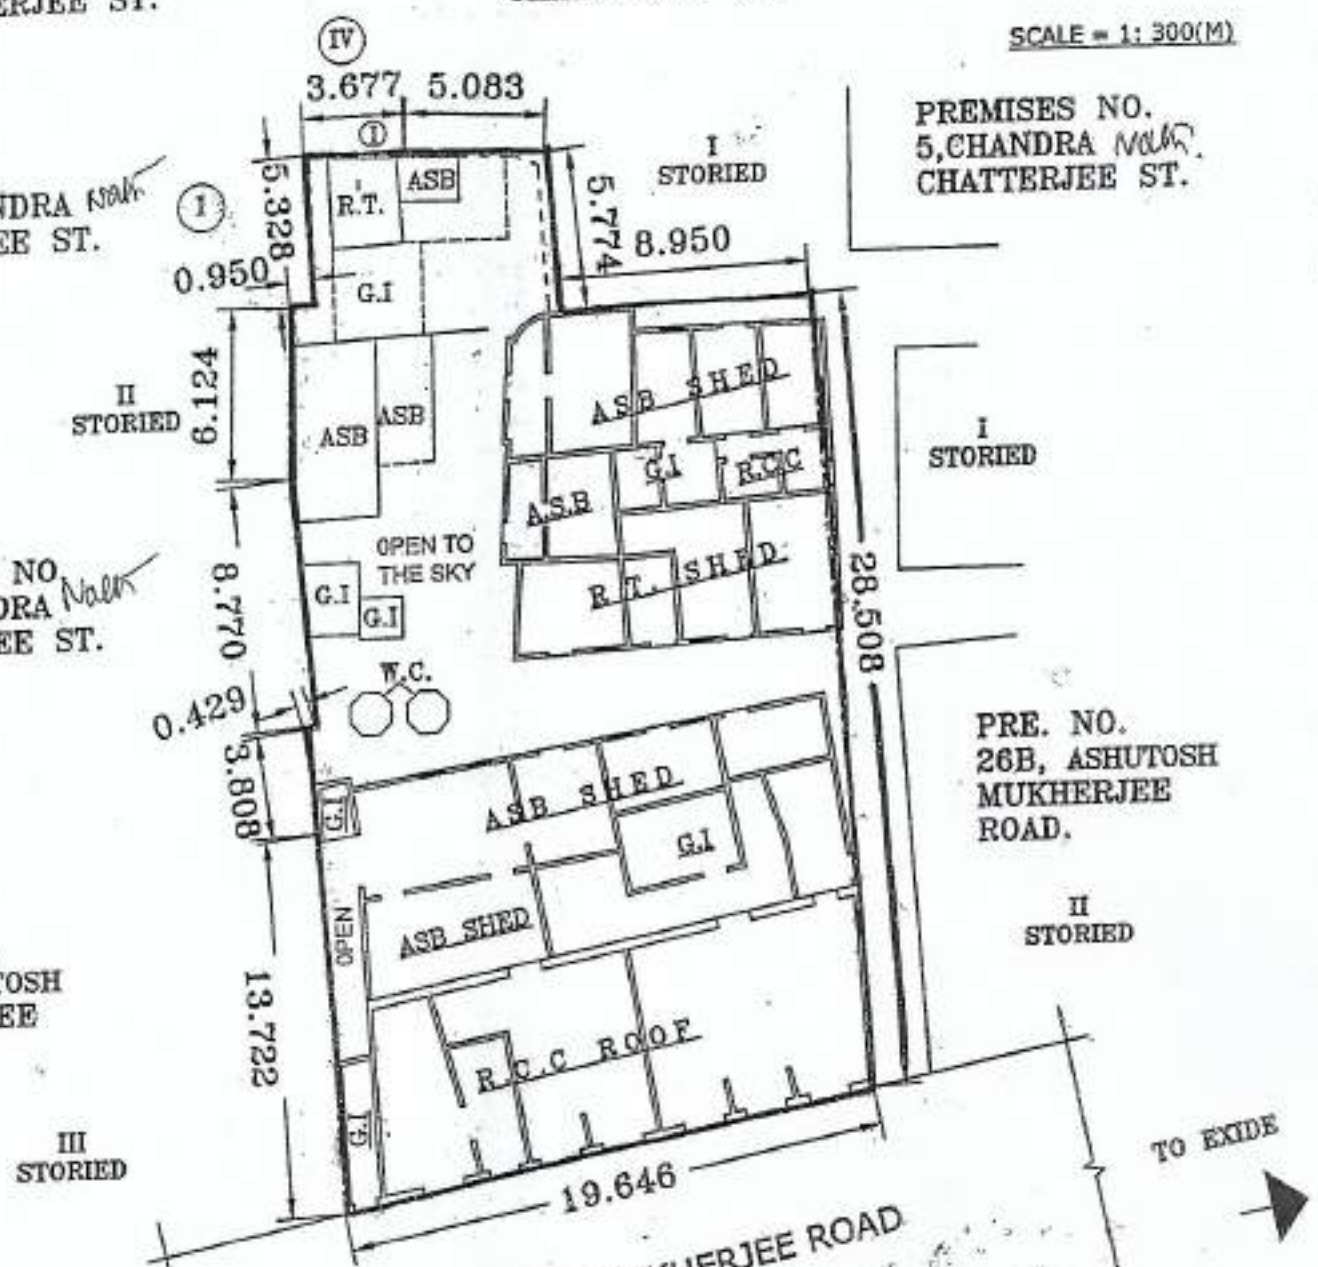 ERJEE ST.
SCALE = 1: 300(M)
IV
3.677
5.083
PREMISES NO.
5,CHANDRA Nath.
CHATTERJEE ST.
I
I
STORIED
NDRA Nath
EE ST.
I
5.328
R.T.
ASB
5.774
8.950
0.950
G.I
II
STORIED
6.124
ASB
ASB
ASB SHED
I
STORIED
G.I
R.C.C
A.S.B
OPEN TO
THE SKY
NO
DRA Nath
EE ST.
8.770
G.I
G.I
R.T. SHED
28.508
W.C.
0.429
3.808
G.I
ASB SHED
G.I
PRE. NO.
26B, ASHUTOSH
MUKHERJEE
ROAD.
II
STORIED
OPEN
ASB SHED
TOSH
EE
13.722
R.C.C ROOF
G.I
III
STORIED
19.646
TO EXIDE
KHERJEE ROAD